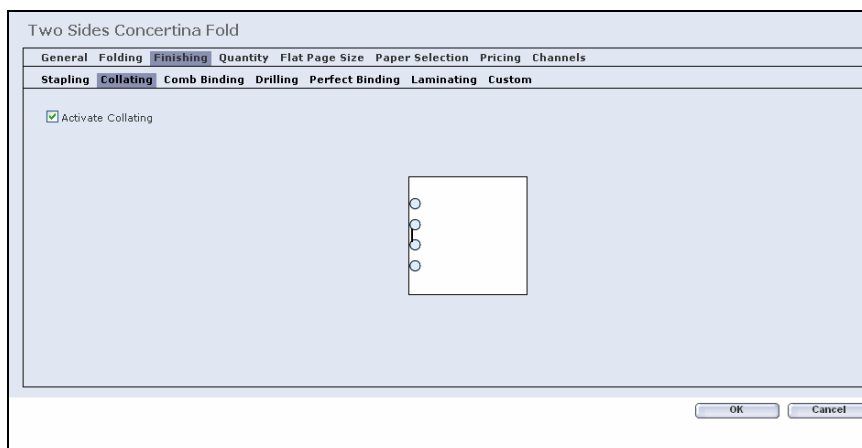 Two Sides Concertina Fold
General Folding Finishing Quantity Flat Page Size Paper Selection Pricing Channels
Stapling Collating Comb Binding Drilling Perfect Binding Laminating Custom
Activate Collating
OK Cancel